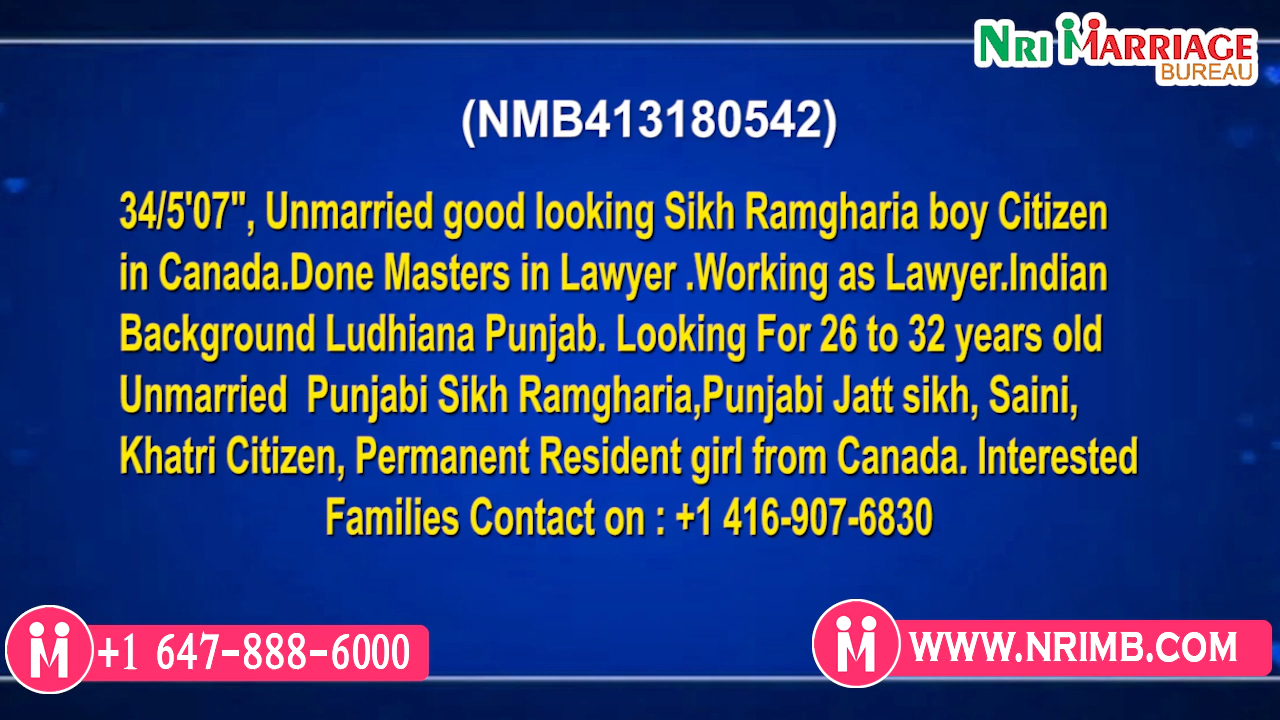 NRI MARRIAGE
BUREAU
(NMB413180542)
34/5'07", Unmarried good looking Sikh Ramgharia boy Citizen
in Canada.Done Masters in Lawyer .Working as Lawyer.Indian
Background Ludhiana Punjab. Looking For 26 to 32 years old
Unmarried  Punjabi Sikh Ramgharia,Punjabi Jatt sikh, Saini,
Khatri Citizen, Permanent Resident girl from Canada. Interested
Families Contact on : +1 416-907-6830
+1 647-888-6000
WWW.NRIMB.COM